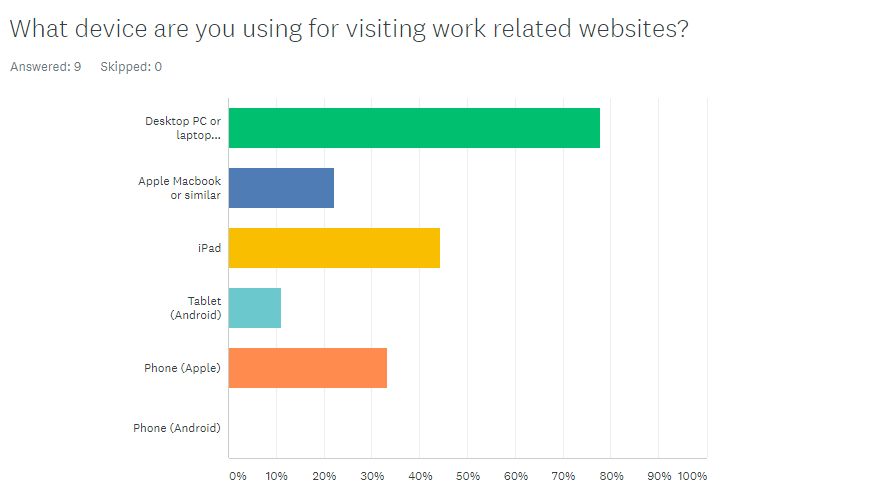 What device are you using for visiting work related websites?
Answered: 9 Skipped: 0
Desktop PC or
laptop...
Apple Macbook
or similar
iPad
Tablet
(Android)
Phone (Apple)
Phone (Android)
0% 10% 20% 30% 40% 50% 60% 70% 80% 90% 100%